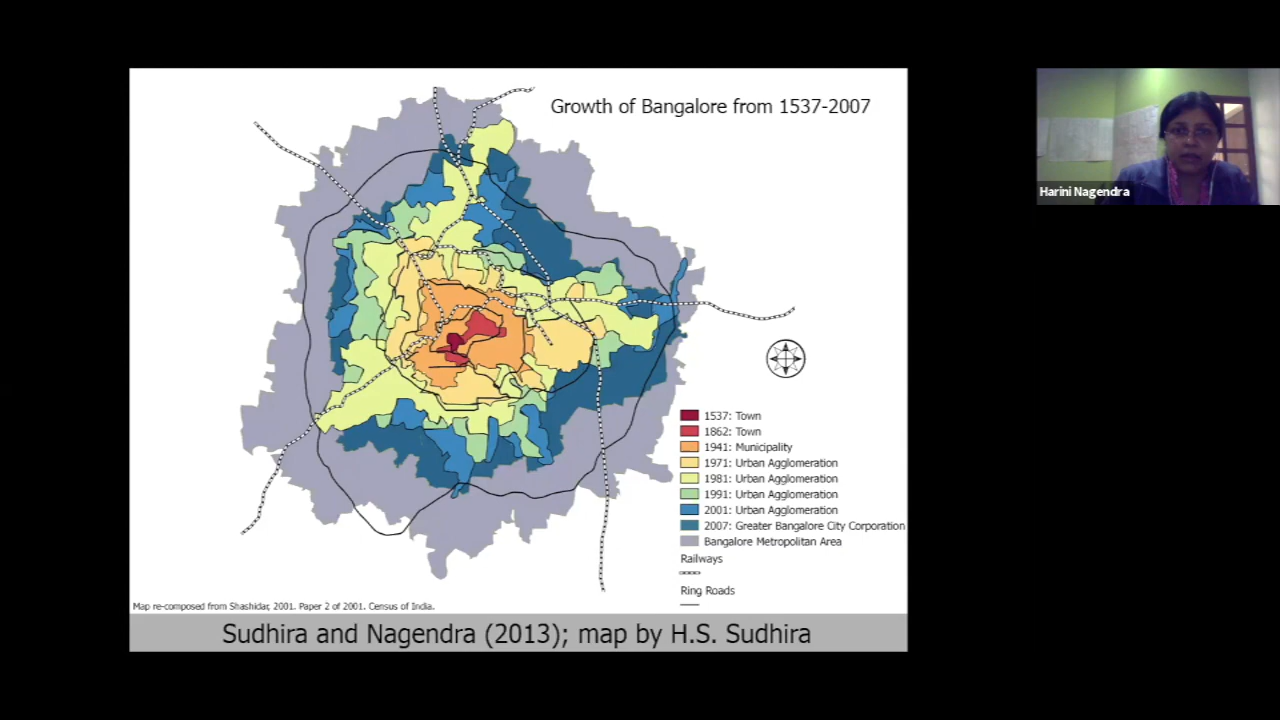 Growth of Bangalore from 1537-2007
Harini Nagendra
1537: Town
1862: Town
1941: Municipality
1971: Urban Agglomeration
1981: Urban Agglomeration
1991: Urban Agglomeration
2001: Urban Agglomeration
2007: Greater Bangalore City Corporation
Bangalore Metropolitan Area
Railways
Ring Roads
Map re-composed from Shashidar, 2001. Paper 2 of 2001. Census of India.
Sudhira and Nagendra (2013); map by H.S. Sudhira